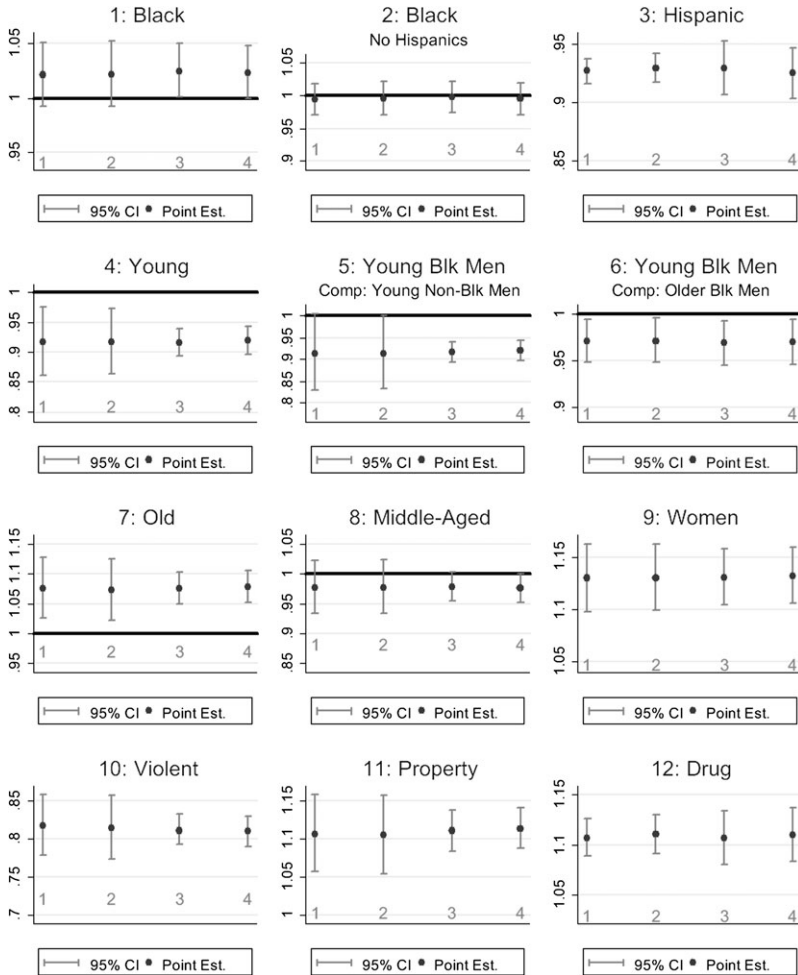 1: Black
1.05
1
.95
1 2 3 4
95% CI Point Est.
2: Black
No Hispanics
1.05
1
.95
.9
1 2 3 4
95% CI Point Est.
3: Hispanic
.95
.9
.85
1 2 3 4
95% CI Point Est.
4: Young
1
.95
.9
.85
.8
1 2 3 4
95% CI Point Est.
5: Young Blk Men
Comp: Young Non-Blk Men
1
.95
.9
.85
.8
1 2 3 4
95% CI Point Est.
6: Young Blk Men
Comp: Older Blk Men
1
.95
.9
1 2 3 4
95% CI Point Est.
7: Old
1.15
1.1
1.05
1
.95
1 2 3 4
95% CI Point Est.
8: Middle-Aged
1.05
1
.95
.9
.85
1 2 3 4
95% CI Point Est.
9: Women
1.15
1.1
1.05
1 2 3 4
95% CI Point Est.
10: Violent
.85
.8
.75
.7
1 2 3 4
95% CI Point Est.
11: Property
1.15
1.1
1.05
1
1 2 3 4
95% CI Point Est.
12: Drug
1.15
1.1
1.05
1 2 3 4
95% CI Point Est.